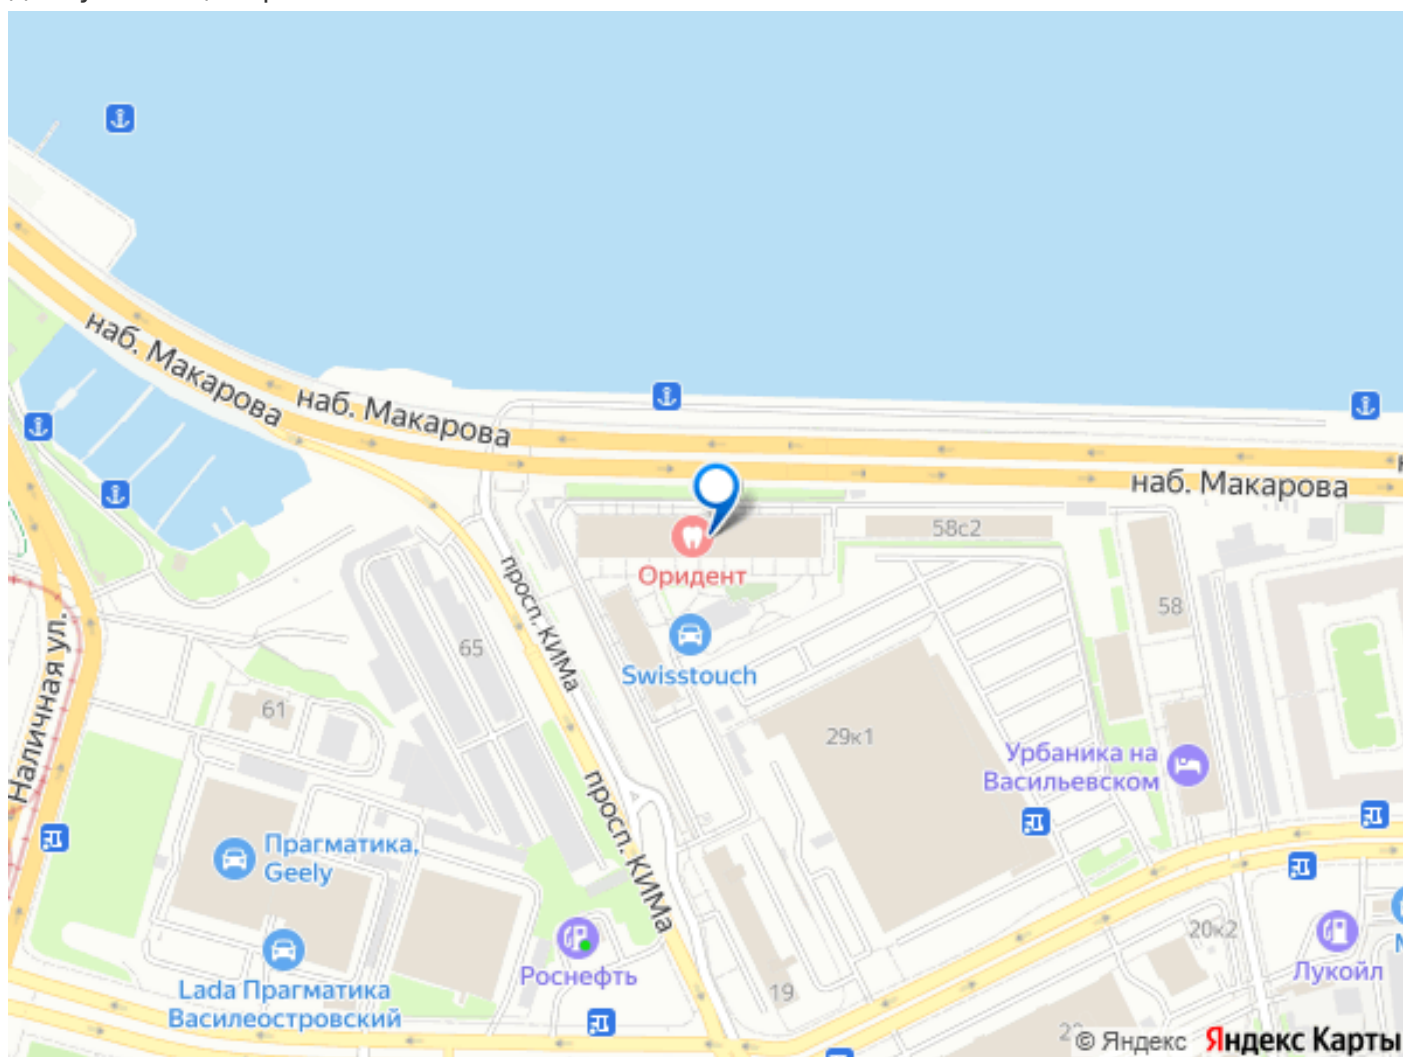 наб. Макарова
наб. Макарова
наб. Макарова
58с2
Оридент
просп. КИМа
58
65
Swisstouch
Наличная ул.
61
29к1
Урбаника на
Васильевском
просп. КИМа
Прагматика,
Geely
20к2
Роснефть
Лукойл
Lada Прагматика
Василеостровский
19
© Яндекс Яндекс Карты